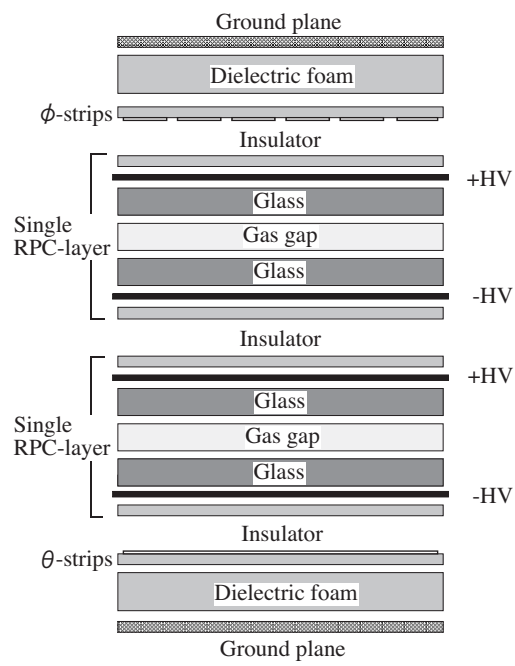 Ground plane
Dielectric foam
ϕ-strips
Insulator
+HV
Glass
Single
RPC-layer
Gas gap
Glass
-HV
Insulator
+HV
Glass
Single
RPC-layer
Gas gap
Glass
-HV
Insulator
θ-strips
Dielectric foam
Ground plane